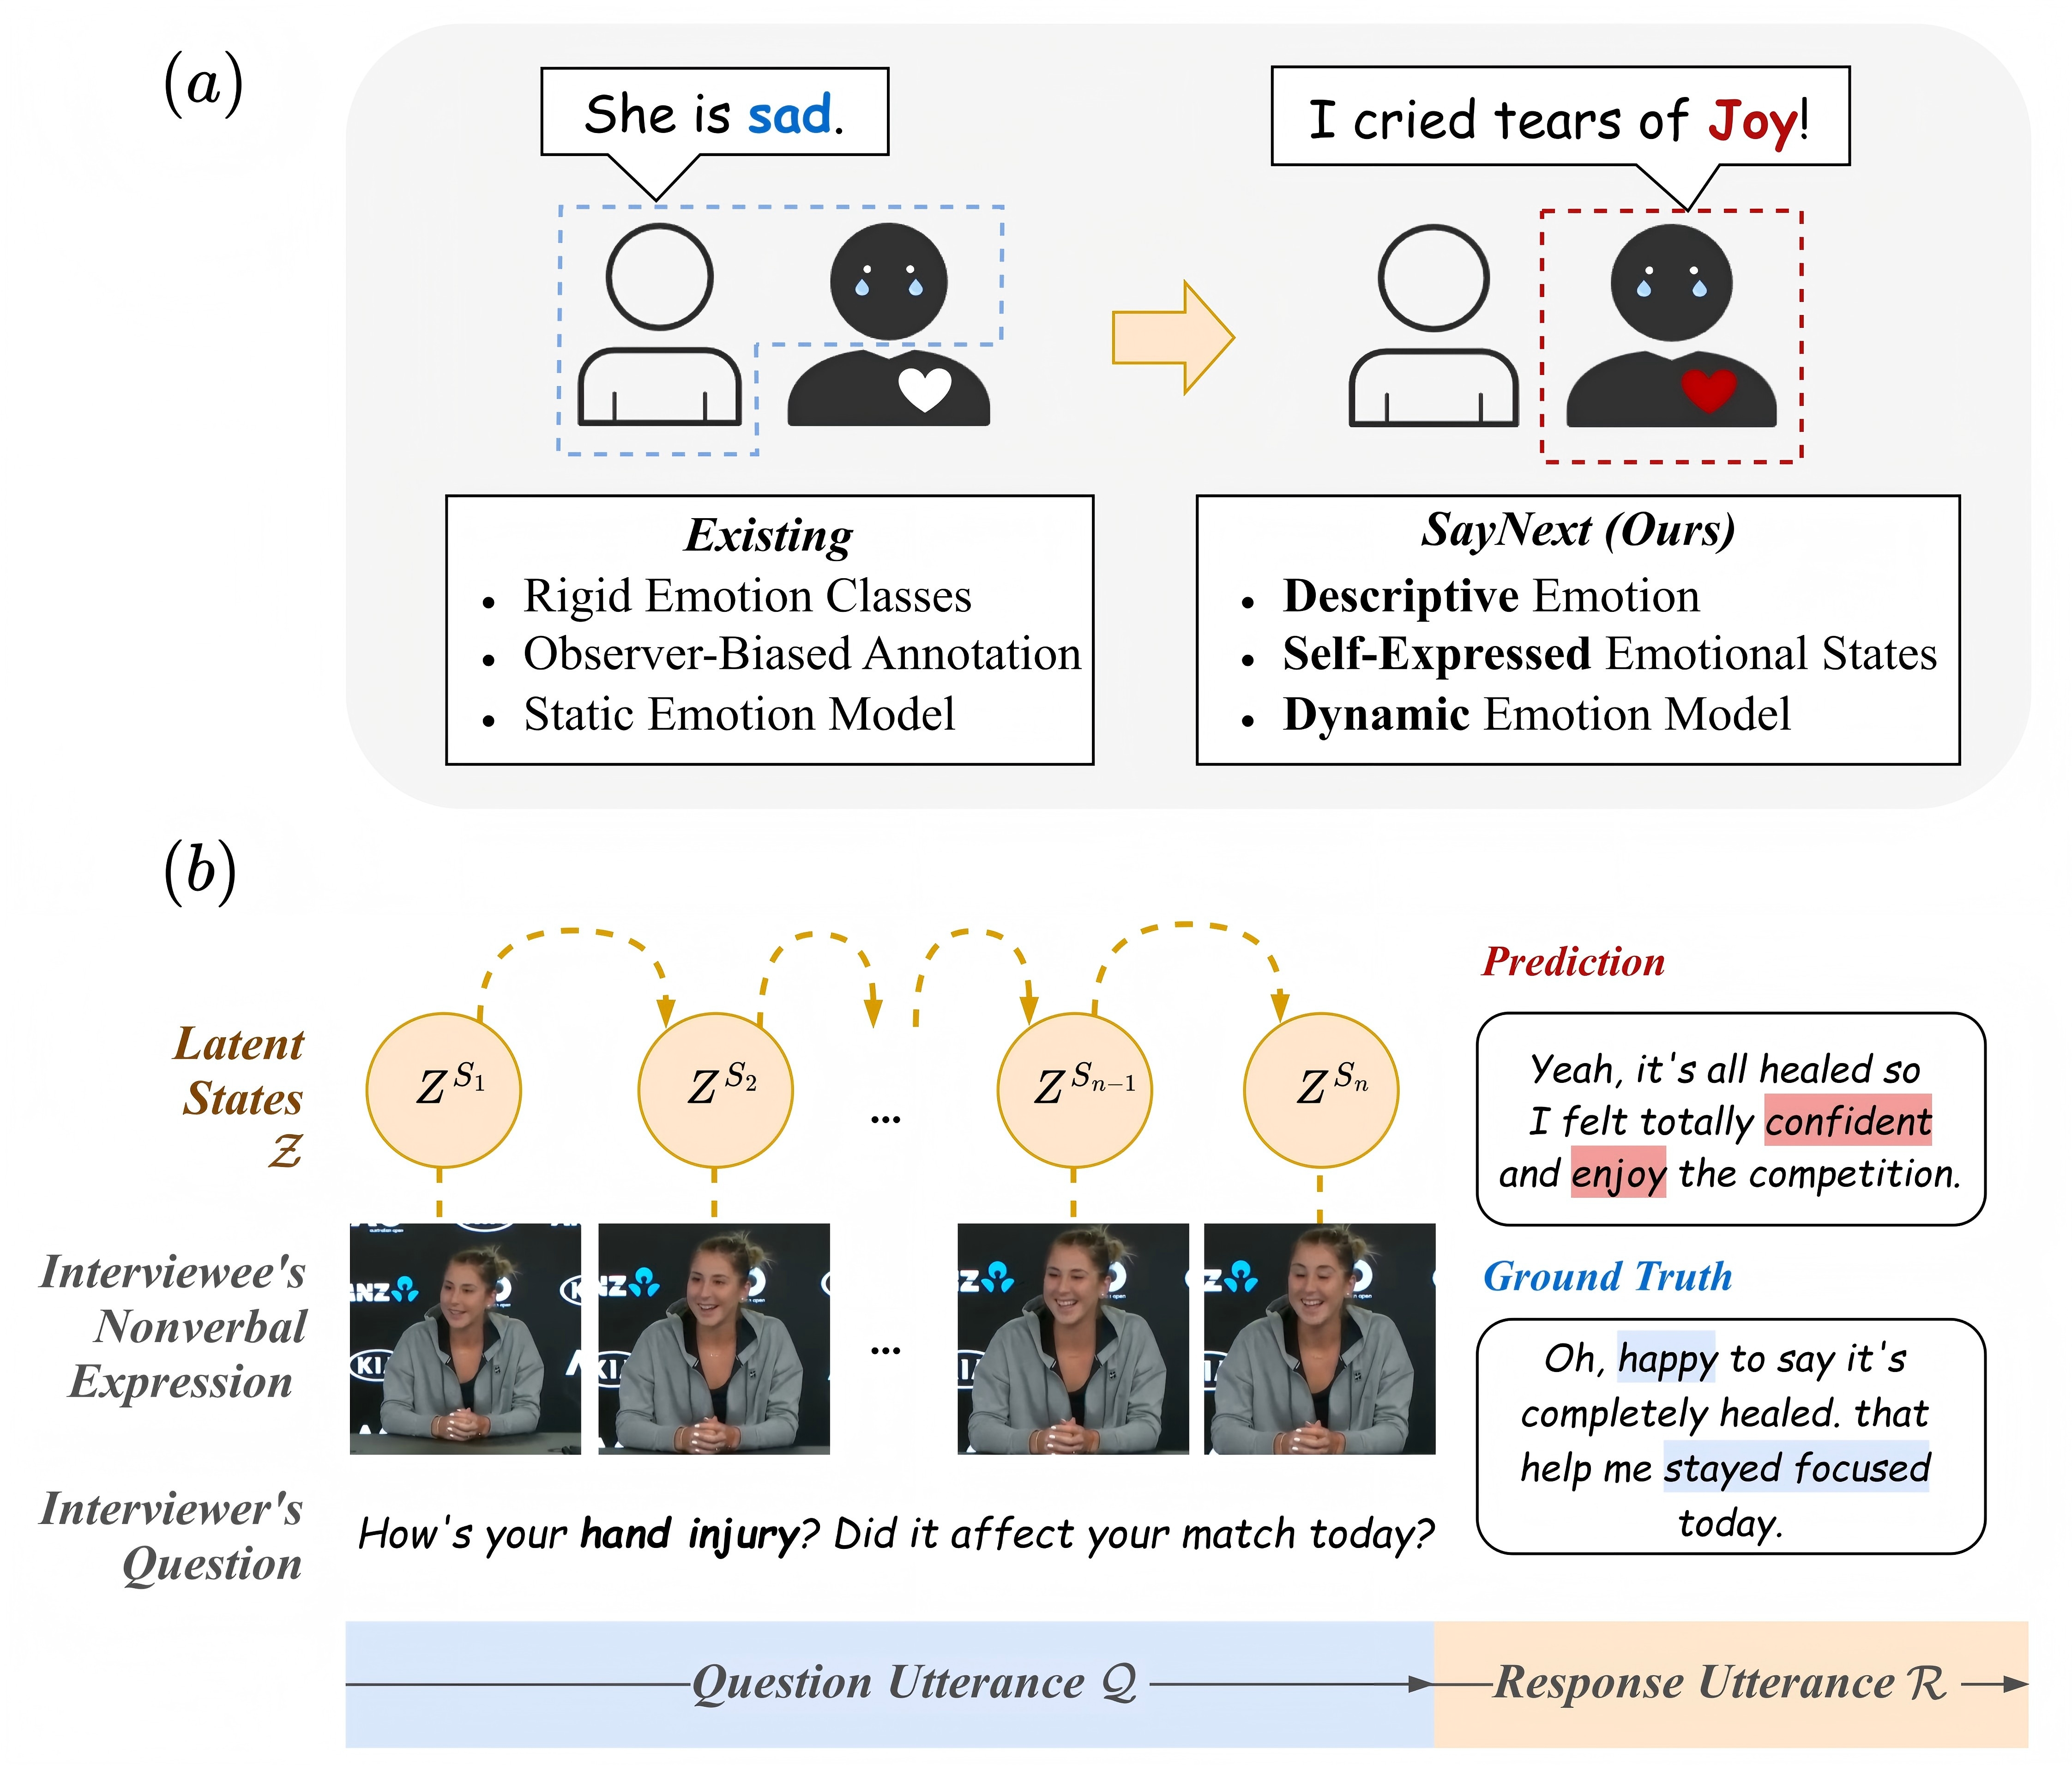 (a)
She is sad.
I cried tears of Joy!
Existing
• Rigid Emotion Classes
• Observer-Biased Annotation
• Static Emotion Model
SayNext (Ours)
• Descriptive Emotion
• Self-Expressed Emotional States
• Dynamic Emotion Model
(b)
Latent
States
𝒵
Z^{S_1}
Z^{S_2}
...
Z^{S_{n-1}}
Z^{S_n}
Interviewee's
Nonverbal
Expression
ANZ
KIA
NZ
KIA
...
Z
Z
Interviewer's
Question
How's your hand injury? Did it affect your match today?
Prediction
Yeah, it's all healed so
I felt totally confident
and enjoy the competition.
Ground Truth
Oh, happy to say it's
completely healed. that
help me stayed focused
today.
Question Utterance 𝒬
Response Utterance ℛ